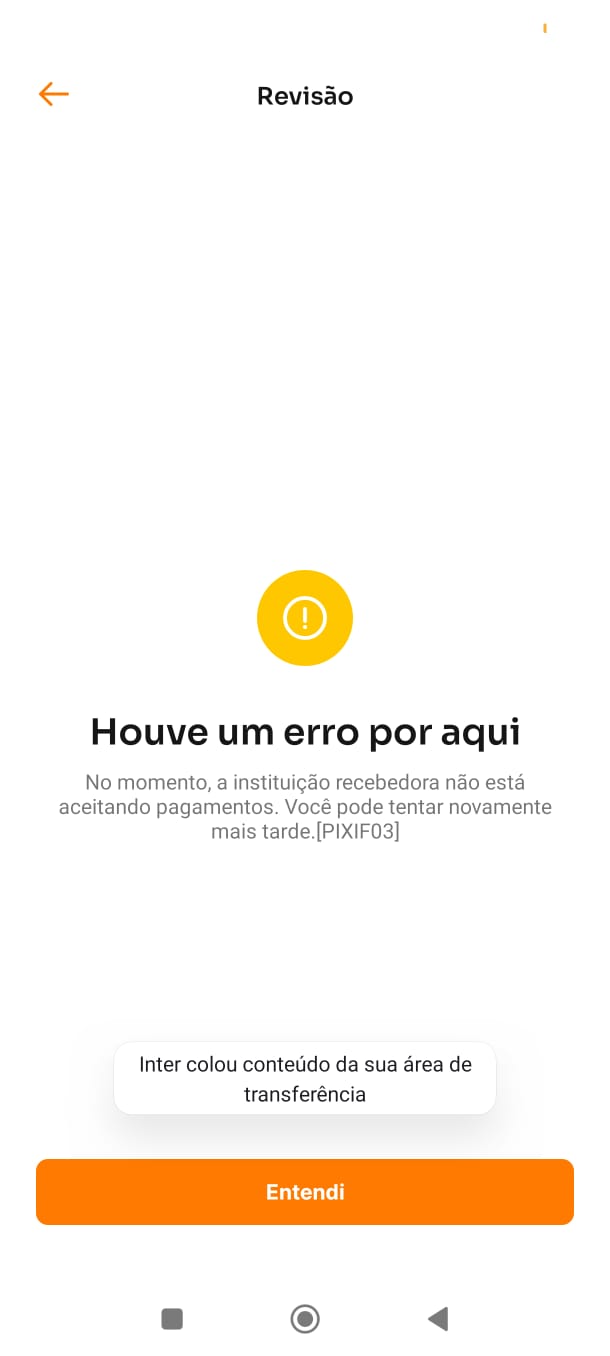 Revisão
Houve um erro por aqui
No momento, a instituição recebedora não está
aceitando pagamentos. Você pode tentar novamente
mais tarde.[PIXIF03]
Inter colou conteúdo da sua área de
transferência
Entendi